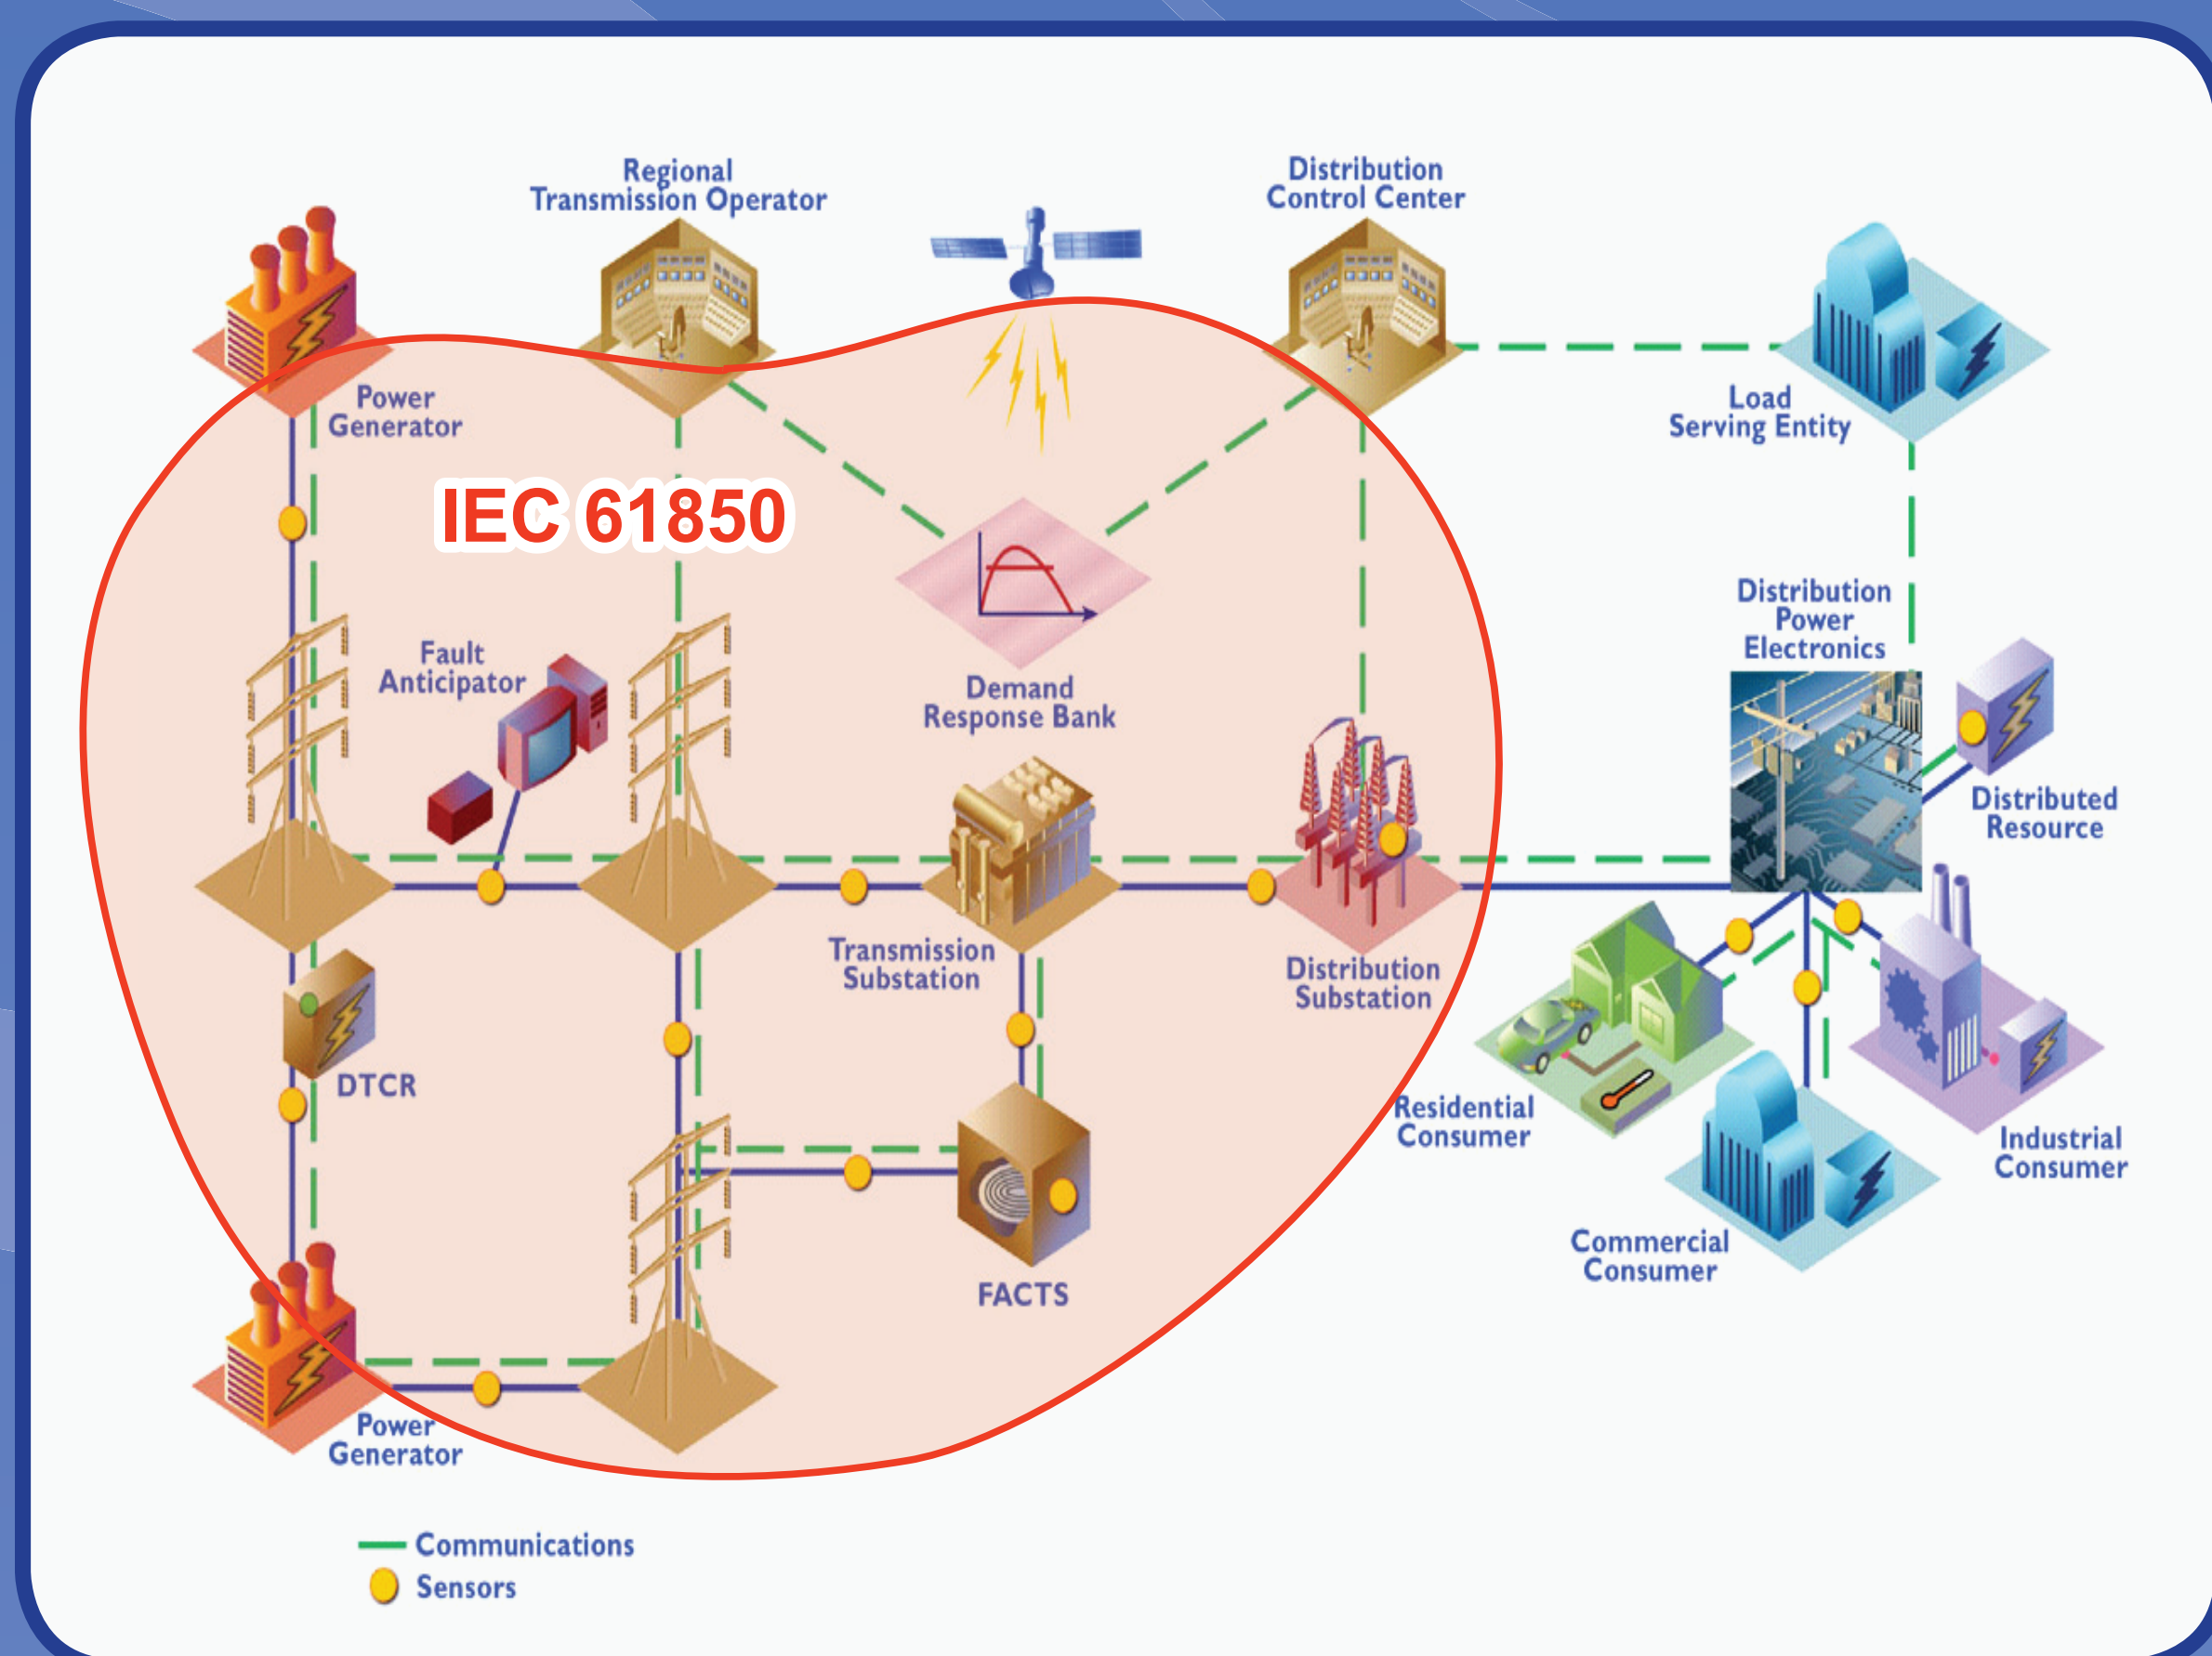 Regional
Transmission Operator
Distribution
Control Center
Power
Generator
Load
Serving Entity
IEC 61850
Distribution
Power
Electronics
Fault
Anticipator
Demand
Response Bank
Distributed
Resource
Transmission
Substation
Distribution
Substation
DTCR
Residential
Consumer
Industrial
Consumer
Commercial
Consumer
FACTS
Power
Generator
Communications
Sensors